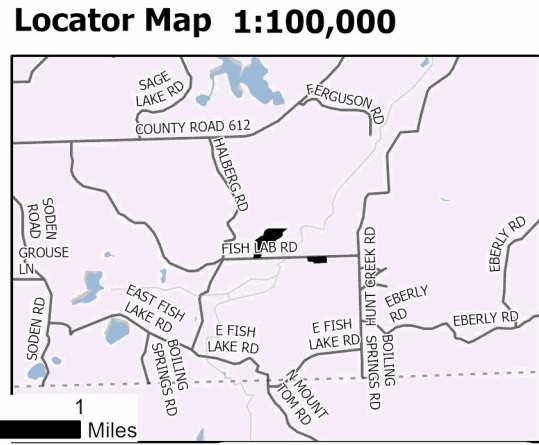 Locator Map 1:100,000
SAGE
LAKE RD
FERGUSON RD
COUNTY ROAD 612
HALBERG RD
SODEN
ROAD
FISH LAB RD
GROUSE
LN
HUNT CREEK RD
EBERLY RD
EAST FISH
LAKE RD
EBERLY
RD
EBERLY RD
SODEN RD
E FISH
LAKE RD
E FISH
LAKE RD
BOILING
SPRINGS RD
BOILING
SPRINGS RD
N MOUNT
TOM RD
1
Miles